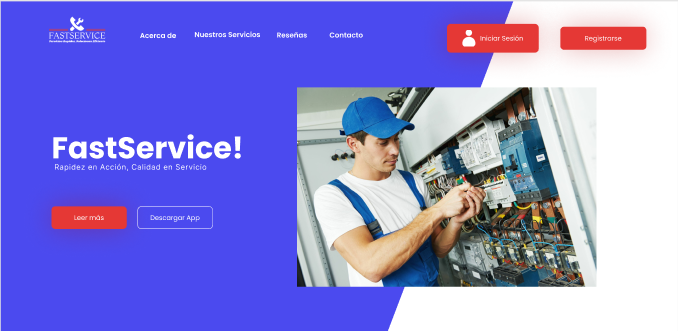 FASTSERVICE
Acerca de
Nuestros Servicios
Reseñas
Contacto
Iniciar Sesión
Registrarse
FastService!
Rapidez en Acción, Calidad en Servicio
Leer más
Descargar App